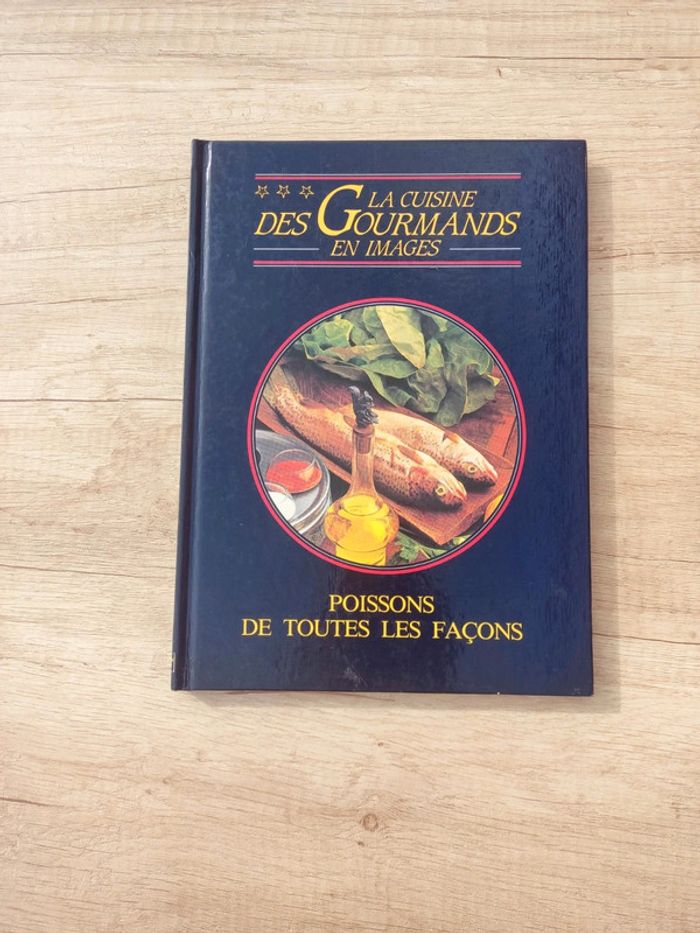 LA CUISINE
DES GOURMANDS
EN IMAGES
POISSONS
DE TOUTES LES FAÇONS